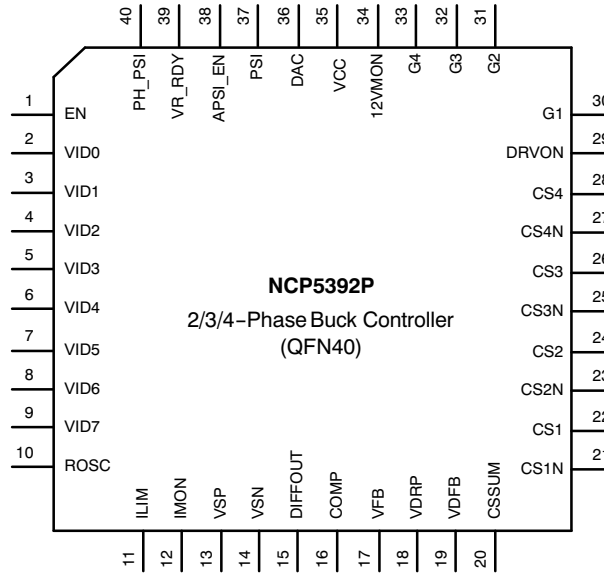 40 39 38 37 36 35 34 33 32 31
PH_PSI VR_RDY APSI_EN PSI DAC VCC 12VMON G4 G3 G2
1 EN
2 VID0
3 VID1
4 VID2
5 VID3
6 VID4
7 VID5
8 VID6
9 VID7
10 ROSC
NCP5392P
2/3/4-Phase Buck Controller
(QFN40)
G1 30
DRVON 29
CS4 28
CS4N 27
CS3 26
CS3N 25
CS2 24
CS2N 23
CS1 22
CS1N 21
ILIM IMON VSP VSN DIFFOUT COMP VFB VDRP VDFB CSSUM
11 12 13 14 15 16 17 18 19 20